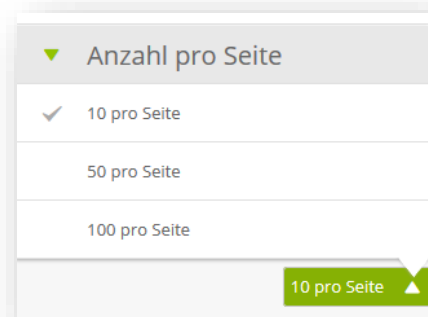 Anzahl pro Seite
10 pro Seite
50 pro Seite
100 pro Seite
10 pro Seite